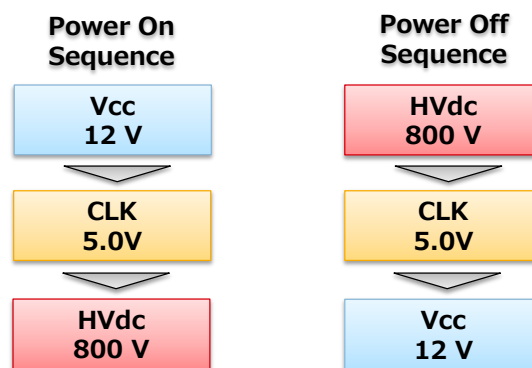 Power On
Sequence
Vcc
12 V
CLK
5.0V
HVdc
800 V
Power Off
Sequence
HVdc
800 V
CLK
5.0V
Vcc
12 V